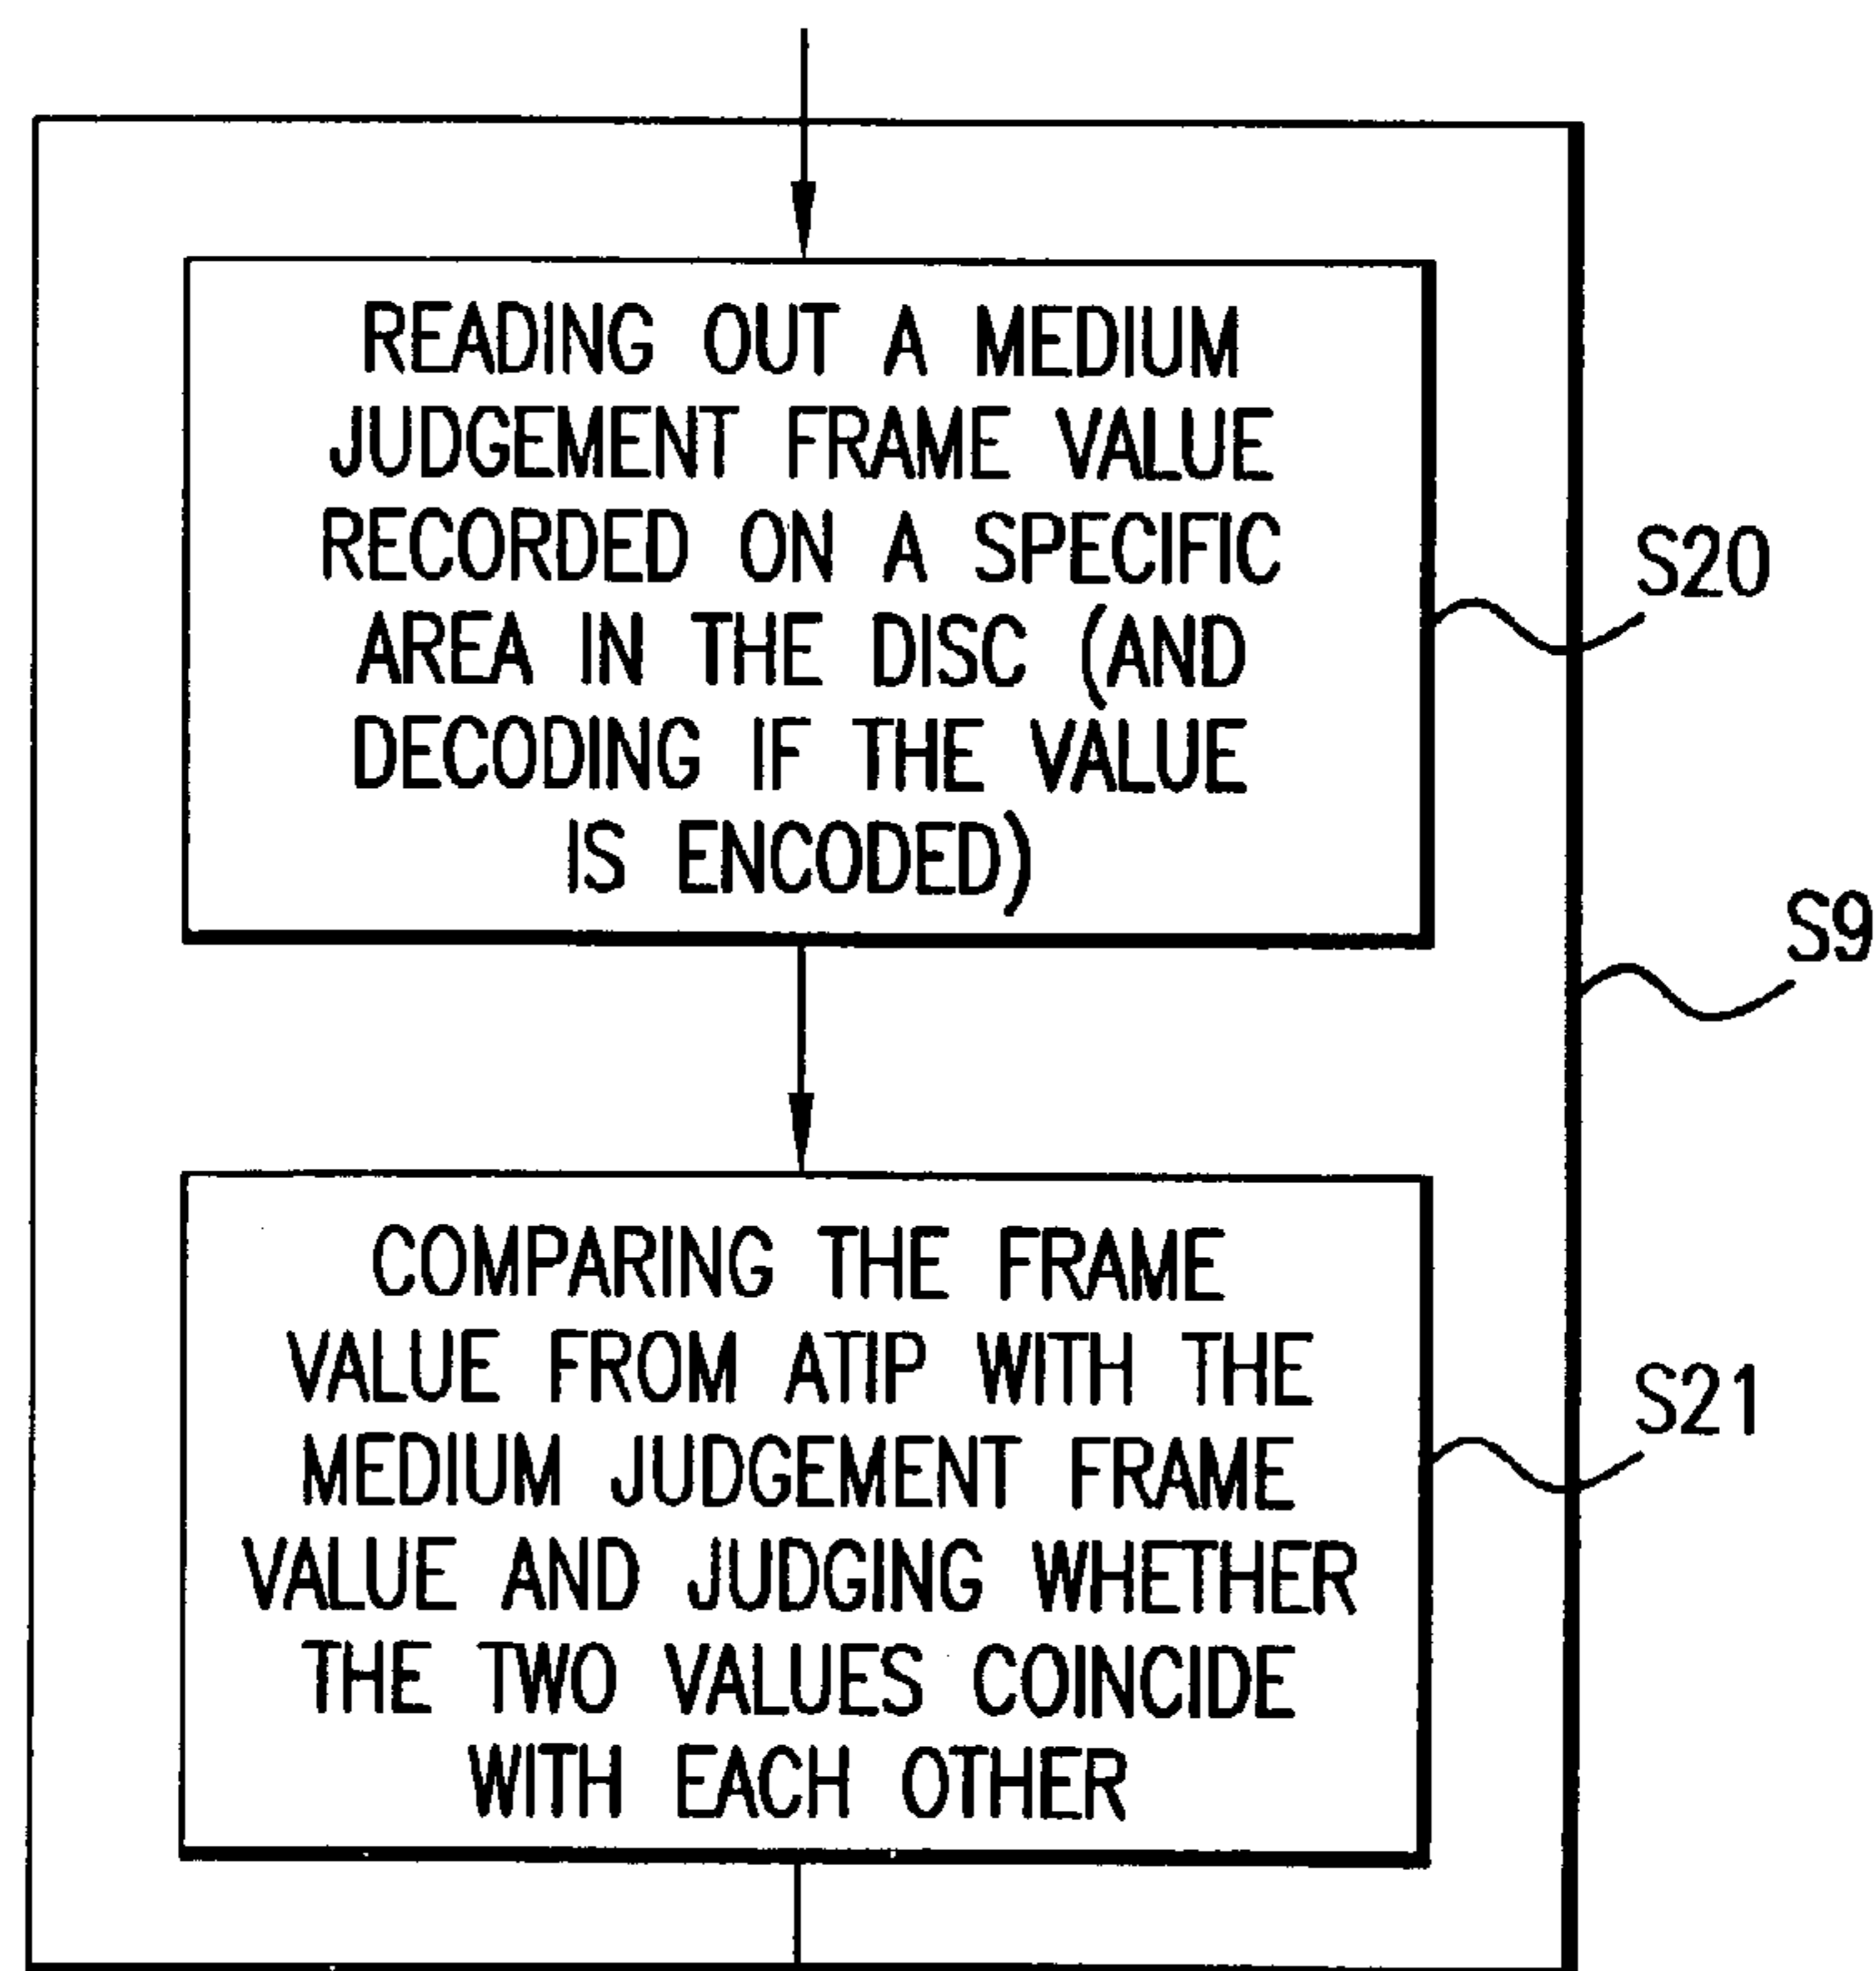 READING OUT A MEDIUM
JUDGEMENT FRAME VALUE
RECORDED ON A SPECIFIC
AREA IN THE DISC (AND
DECODING IF THE VALUE
IS ENCODED)
S20
S9
COMPARING THE FRAME
VALUE FROM ATIP WITH THE
MEDIUM JUDGEMENT FRAME
VALUE AND JUDGING WHETHER
THE TWO VALUES COINCIDE
WITH EACH OTHER
S21